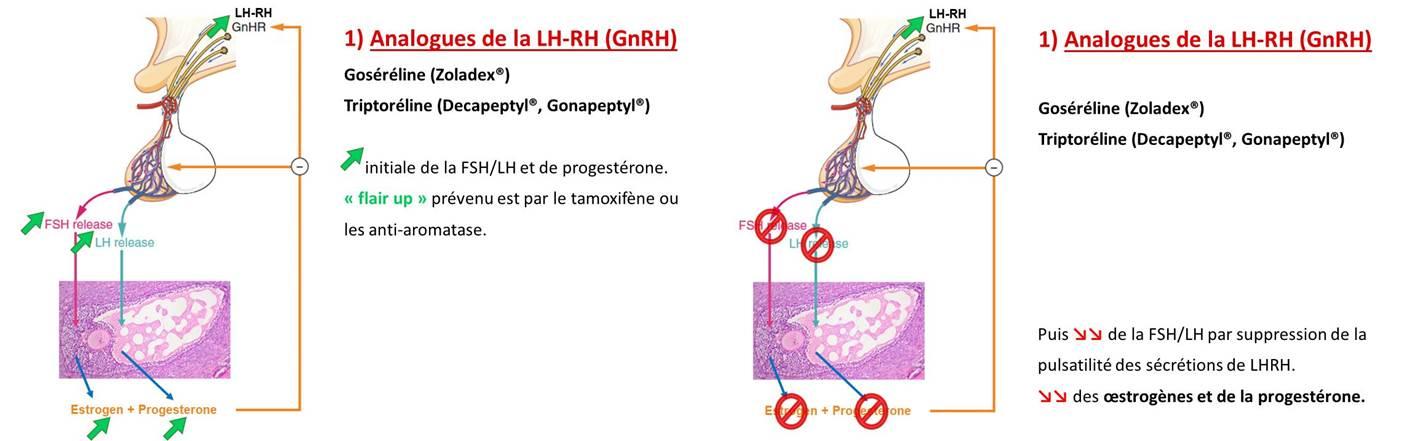 LH-RH
GnHR
1) Analogues de la LH-RH (GnRH)
Goséréline (Zoladex®)
Triptoréline (Decapeptyl®, Gonapeptyl®)
initiale de la FSH/LH et de progestérone.
« flair up » prévenu est par le tamoxifène ou
les anti-aromatase.
−
FSH release
LH release
Estrogen + Progesterone
LH-RH
GnHR
1) Analogues de la LH-RH (GnRH)
Goséréline (Zoladex®)
Triptoréline (Decapeptyl®, Gonapeptyl®)
−
FSH release
LH release
Puis ↘↘ de la FSH/LH par suppression de la
pulsatilité des sécrétions de LHRH.
↘↘ des œstrogènes et de la progestérone.
Estrogen + Progesterone